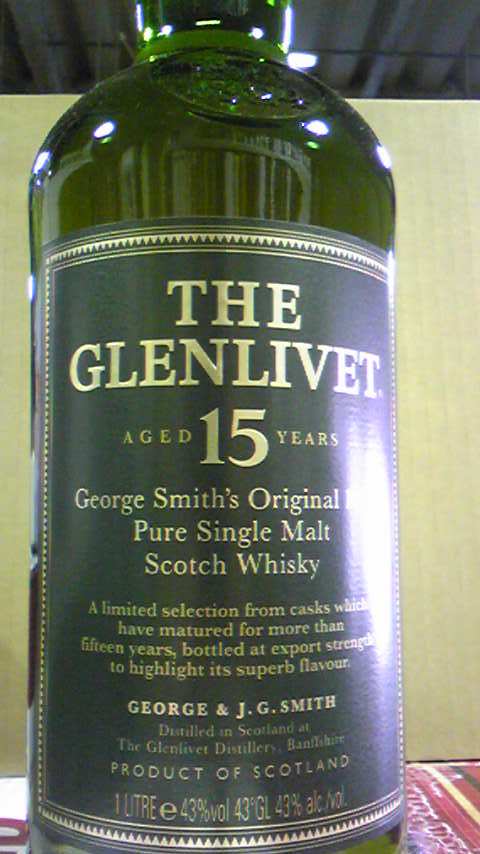 THE
GLENLIVET
AGED 15 YEARS
George Smith's Original
Pure Single Malt
Scotch Whisky
A limited selection from casks which
have matured for more than
fifteen years, bottled at export strength
to highlight its superb flavour.
GEORGE & J.G. SMITH
Distilled in Scotland at
The Glenlivet Distillery, Banffshire
PRODUCT OF SCOTLAND
1 LITRE e 43%vol 43°GL 43% alc./vol.